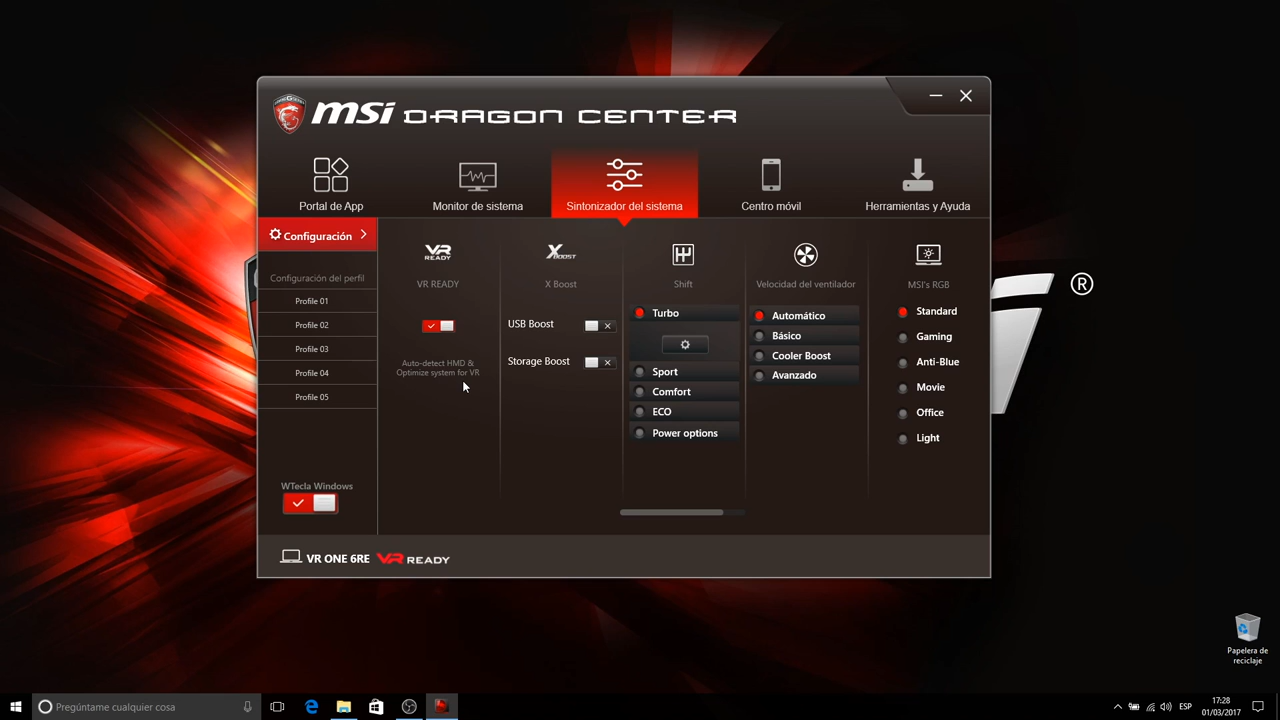 msi DRAGON CENTER
Portal de App
Monitor de sistema
Sintonizador del sistema
Centro móvil
Herramientas y Ayuda
Configuración
Configuración del perfil
Profile 01
Profile 02
Profile 03
Profile 04
Profile 05
WTecla Windows
VR READY
VR READY
Auto-detect HMD &
Optimize system for VR
X BOOST
X Boost
USB Boost
Storage Boost
Shift
Turbo
Sport
Comfort
ECO
Power options
Velocidad del ventilador
Automático
Básico
Cooler Boost
Avanzado
MSI's RGB
Standard
Gaming
Anti-Blue
Movie
Office
Light
VR ONE 6RE VR READY
®
Papelera de
reciclaje
Pregúntame cualquier cosa
ESP
17:28
01/03/2017